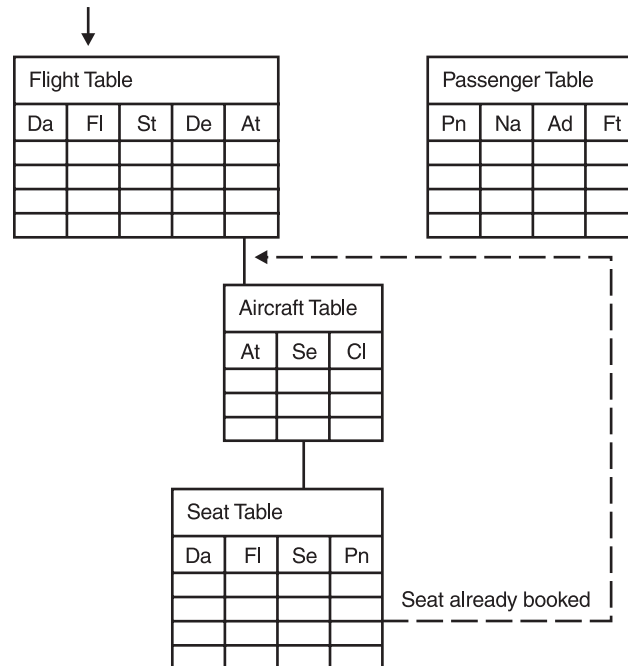 Flight Table
Da Fl St De At
Passenger Table
Pn Na Ad Ft
Aircraft Table
At Se Cl
Seat Table
Da Fl Se Pn
Seat already booked